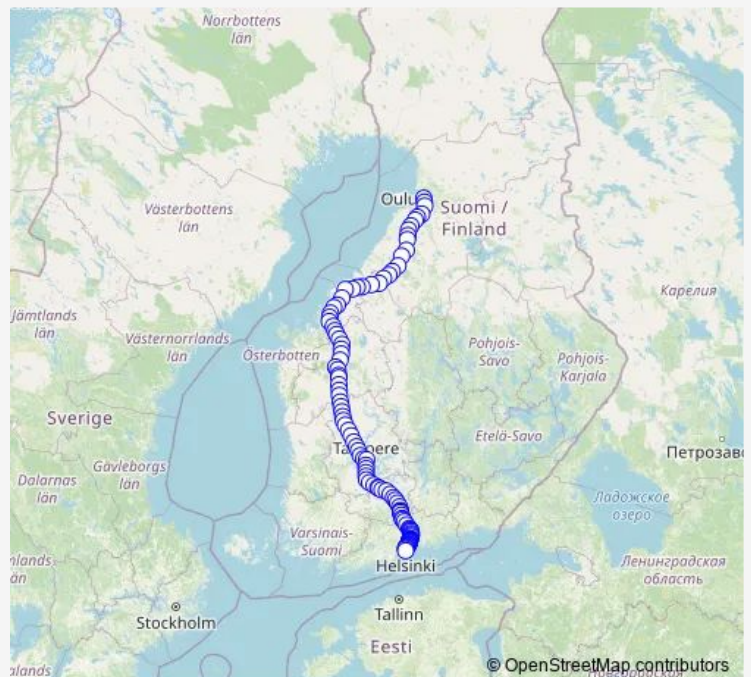 Norrbottens
län
Oulu
Suomi /
Finland
Västerbottens
län
Карелия
Jämtlands
län
Västernorrlands
län
Österbotten
Pohjois-
Savo
Pohjois-
Karjala
Sverige
Etelä-Savo
Gävleborgs
län
Dalarnas
län
Ладожское
озеро
Varsinais-
Suomi
Helsinki
Ленинградская
область
Tallinn
Stockholm
Eesti
© OpenStreetMap contributors